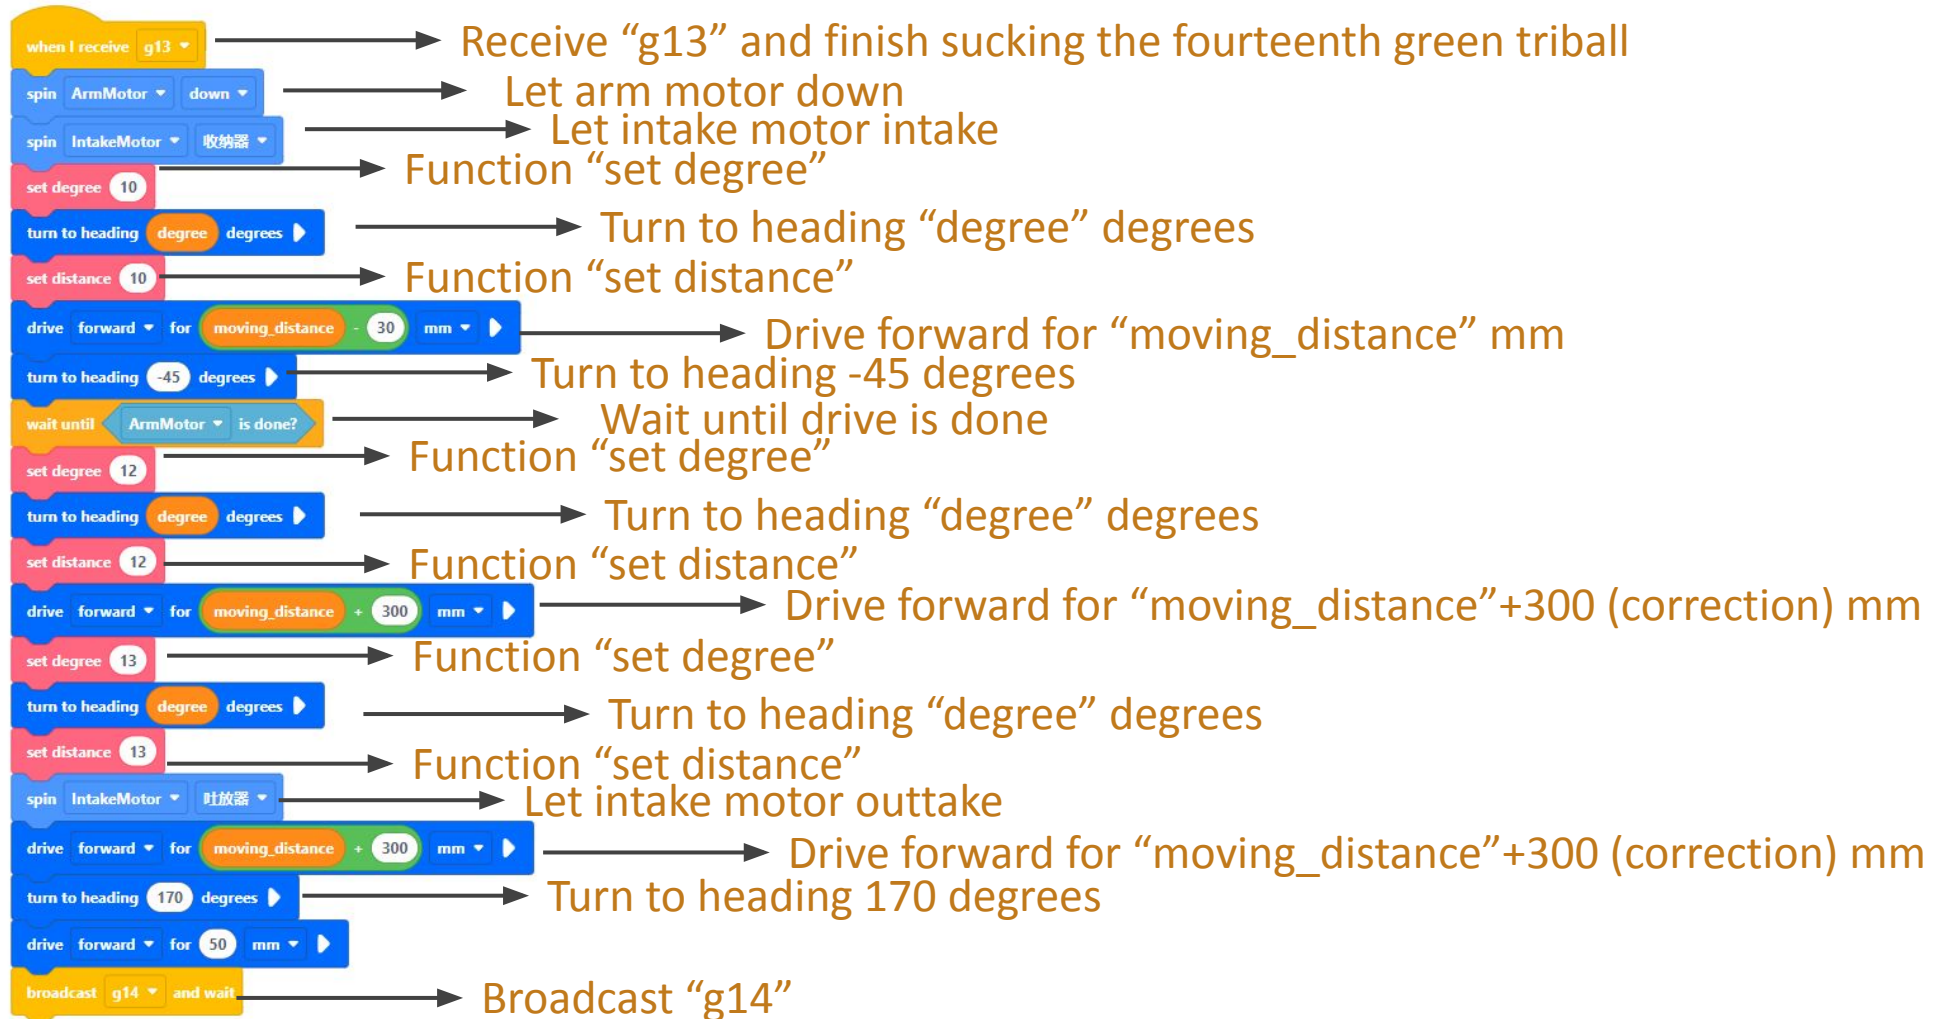 when I receive g13 Receive “g13” and finish sucking the fourteenth green triball
spin ArmMotor down Let arm motor down
spin IntakeMotor 收纳器 Let intake motor intake
set degree 10 Function “set degree”
turn to heading degree degrees Turn to heading “degree” degrees
set distance 10 Function “set distance”
drive forward for moving_distance - 30 mm Drive forward for “moving_distance” mm
turn to heading -45 degrees Turn to heading -45 degrees
wait until ArmMotor is done? Wait until drive is done
set degree 12 Function “set degree”
turn to heading degree degrees Turn to heading “degree” degrees
set distance 12 Function “set distance”
drive forward for moving_distance + 300 mm Drive forward for “moving_distance”+300 (correction) mm
set degree 13 Function “set degree”
turn to heading degree degrees Turn to heading “degree” degrees
set distance 13 Function “set distance”
spin IntakeMotor 吐放器 Let intake motor outtake
drive forward for moving_distance + 300 mm Drive forward for “moving_distance”+300 (correction) mm
turn to heading 170 degrees Turn to heading 170 degrees
drive forward for 50 mm
broadcast g14 and wait Broadcast “g14”